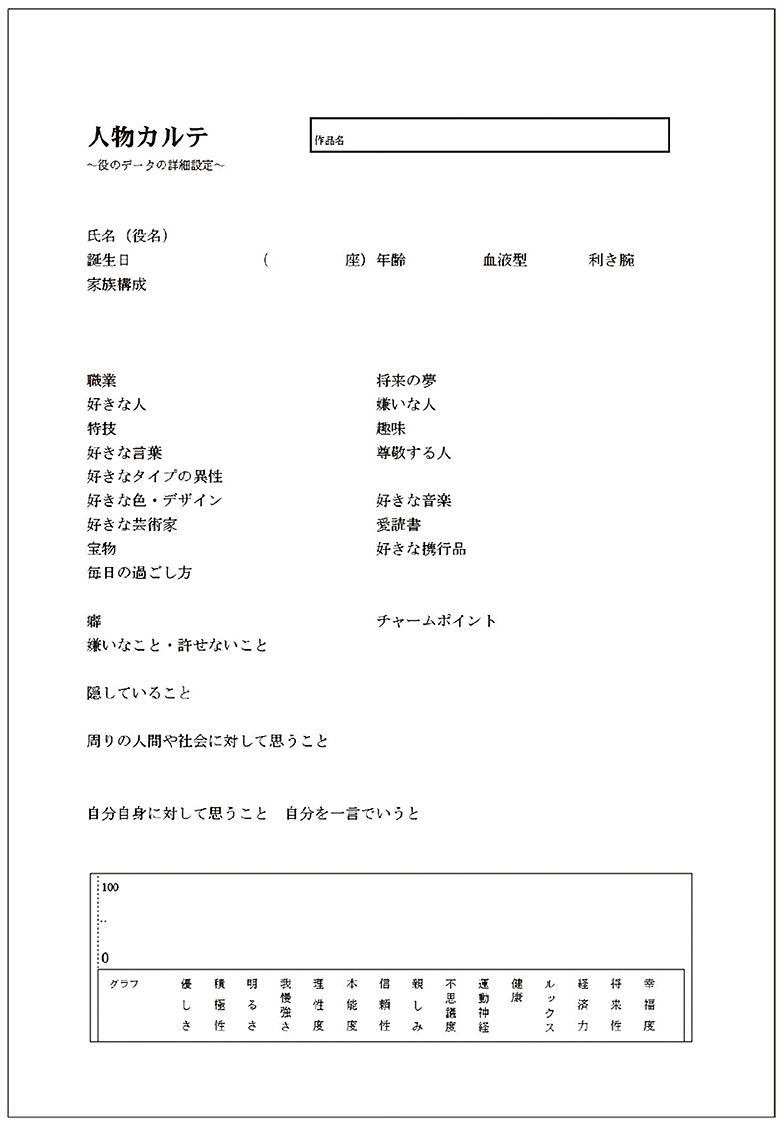 人物カルテ
作品名
~役のデータの詳細設定~
氏名（役名）
誕生日 （ 座）年齢 血液型 利き腕
家族構成
職業 将来の夢
好きな人 嫌いな人
特技 趣味
好きな言葉 尊敬する人
好きなタイプの異性
好きな色・デザイン 好きな音楽
好きな芸術家 愛読書
宝物 好きな携行品
毎日の過ごし方
癖 チャームポイント
嫌いなこと・許せないこと
隠していること
周りの人間や社会に対して思うこと
自分自身に対して思うこと 自分を一言でいうと
100
..
0
グラフ
優しさ
積極性
明るさ
我慢強さ
理性度
本能度
信頼性
親しみ
不思議度
運動神経
健康
ルックス
経済力
将来性
幸福度